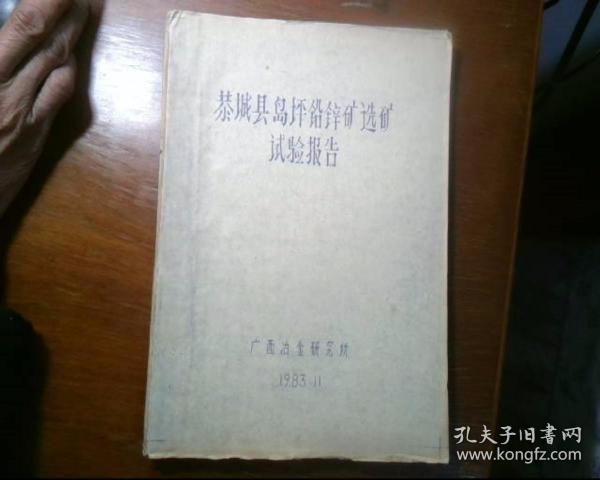 恭城县岛坪铅锌矿选矿
试验报告
广西冶金研究所
1983.11
孔夫子旧书网
www.kongfz.com